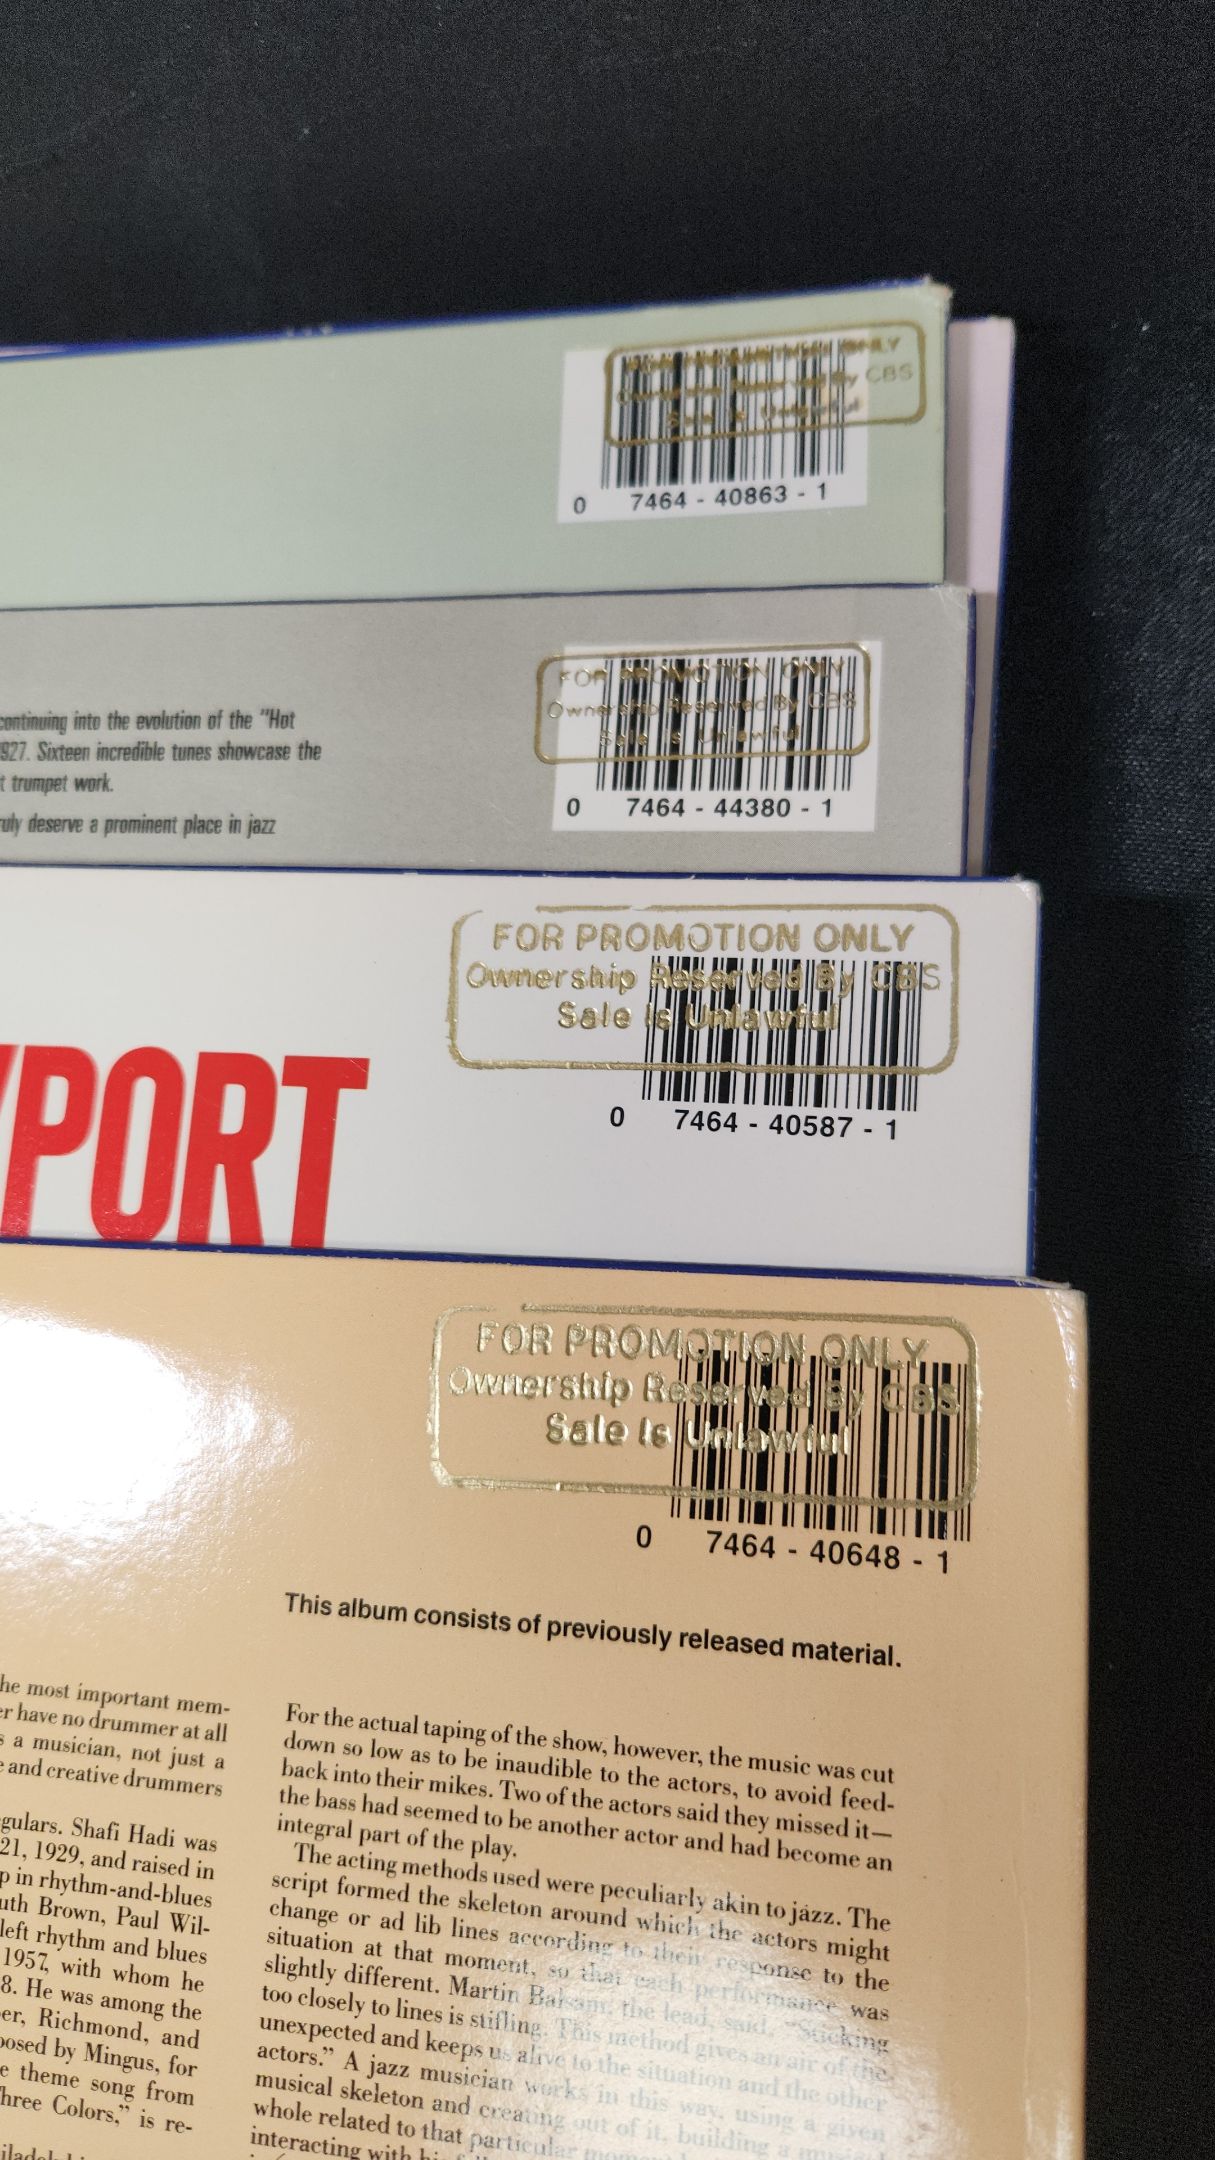 FOR PROMOTION ONLY
Ownership Reserved By CBS
Sale Is Unlawful
0 7464 - 40863 - 1
continuing into the evolution of the "Hot
927. Sixteen incredible tunes showcase the
t trumpet work.
ruly deserve a prominent place in jazz
FOR PROMOTION ONLY
Ownership Reserved By CBS
Sale Is Unlawful
0 7464 - 44380 - 1
FOR PROMOTION ONLY
Ownership Reserved By CBS
Sale Is Unlawful
0 7464 - 40587 - 1
PORT
FOR PROMOTION ONLY
Ownership Reserved By CBS
Sale Is Unlawful
0 7464 - 40648 - 1
This album consists of previously released material.
he most important mem-
er have no drummer at all
s a musician, not just a
e and creative drummers
gulars. Shafi Hadi was
21, 1929, and raised in
p in rhythm-and-blues
uth Brown, Paul Wil-
left rhythm and blues
1957, with whom he
8. He was among the
er, Richmond, and
posed by Mingus, for
e theme song from
hree Colors," is re-
For the actual taping of the show, however, the music was cut
down so low as to be inaudible to the actors, to avoid feed-
back into their mikes. Two of the actors said they missed it—
the bass had seemed to be another actor and had become an
integral part of the play.
The acting methods used were peculiarly akin to jazz. The
script formed the skeleton around which the actors might
change or ad lib lines according to their response to the
situation at that moment, so that each performance was
slightly different. Martin Balsam, the lead, said, "Sticking
too closely to lines is stifling. This method gives an air of the
unexpected and keeps us alive to the situation and the other
actors." A jazz musician works in this way, using a given
musical skeleton and creating out of it, building a musical
whole related to that particular moment
interacting with